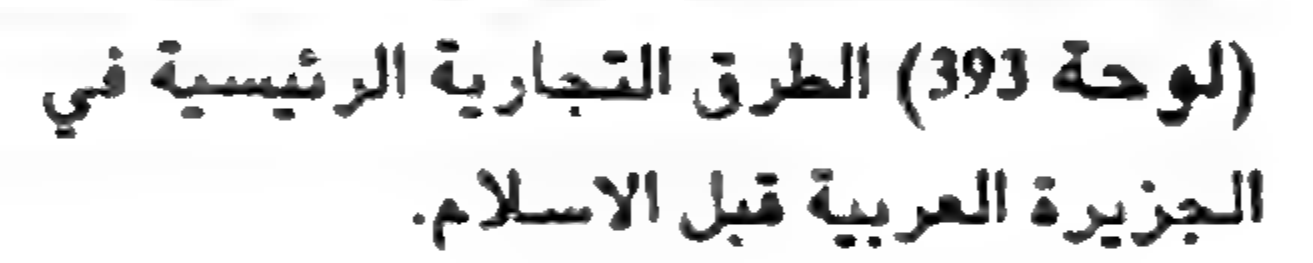 (لوحة 393) الطرق التجارية الرئيسية في
الجزيرة العربية قبل الاسلام.